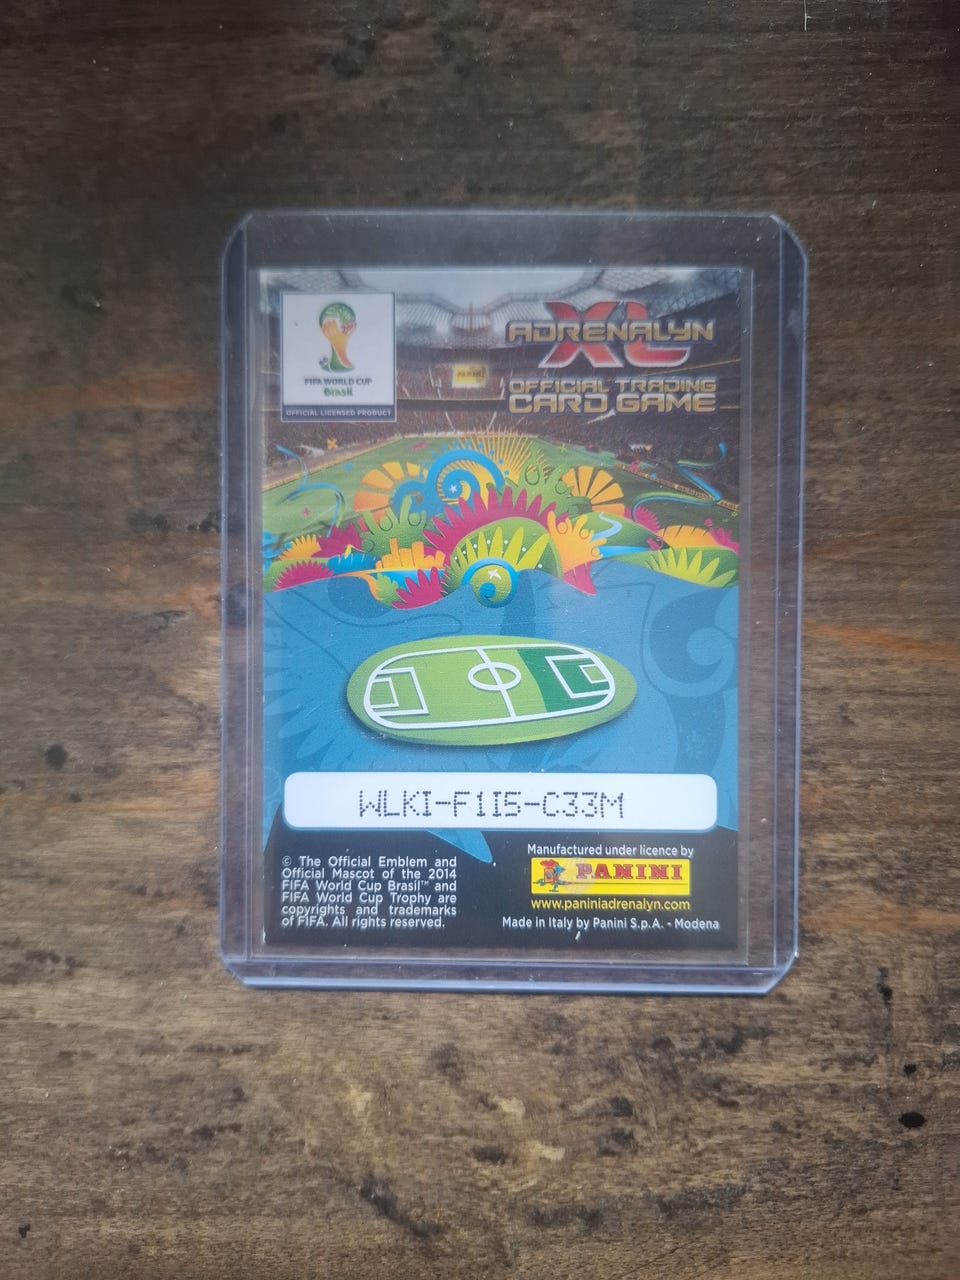 FIFA WORLD CUP
Brasil
OFFICIAL LICENSED PRODUCT
ADRENALYN
XL
OFFICIAL TRADING
CARD GAME
PANINI
WLKI-F1I5-C33M
© The Official Emblem and
Official Mascot of the 2014
FIFA World Cup Brasil™ and
FIFA World Cup Trophy are
copyrights and trademarks
of FIFA. All rights reserved.
Manufactured under licence by
PANINI
www.paniniadrenalyn.com
Made in Italy by Panini S.p.A. - Modena